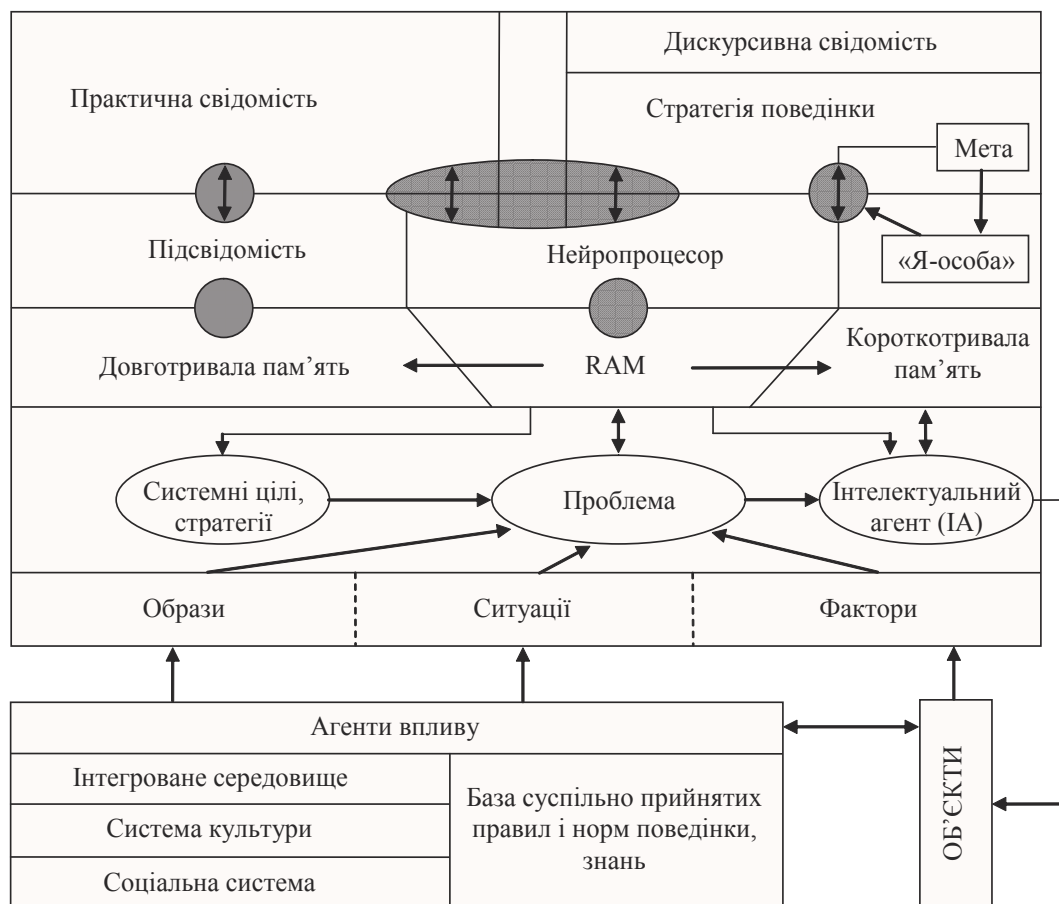 Дискурсивна свідомість
Практична свідомість
Стратегія поведінки
Мета
Підсвідомість
Нейропроцесор
«Я-особа»
Довготривала пам’ять
RAM
Короткотривала
пам’ять
Системні цілі,
стратегії
Проблема
Інтелектуальний
агент (ІА)
Образи
Ситуації
Фактори
Агенти впливу
Інтегроване середовище
Система культури
Соціальна система
База суспільно прийнятих
правил і норм поведінки,
знань
ОБ’ЄКТИ